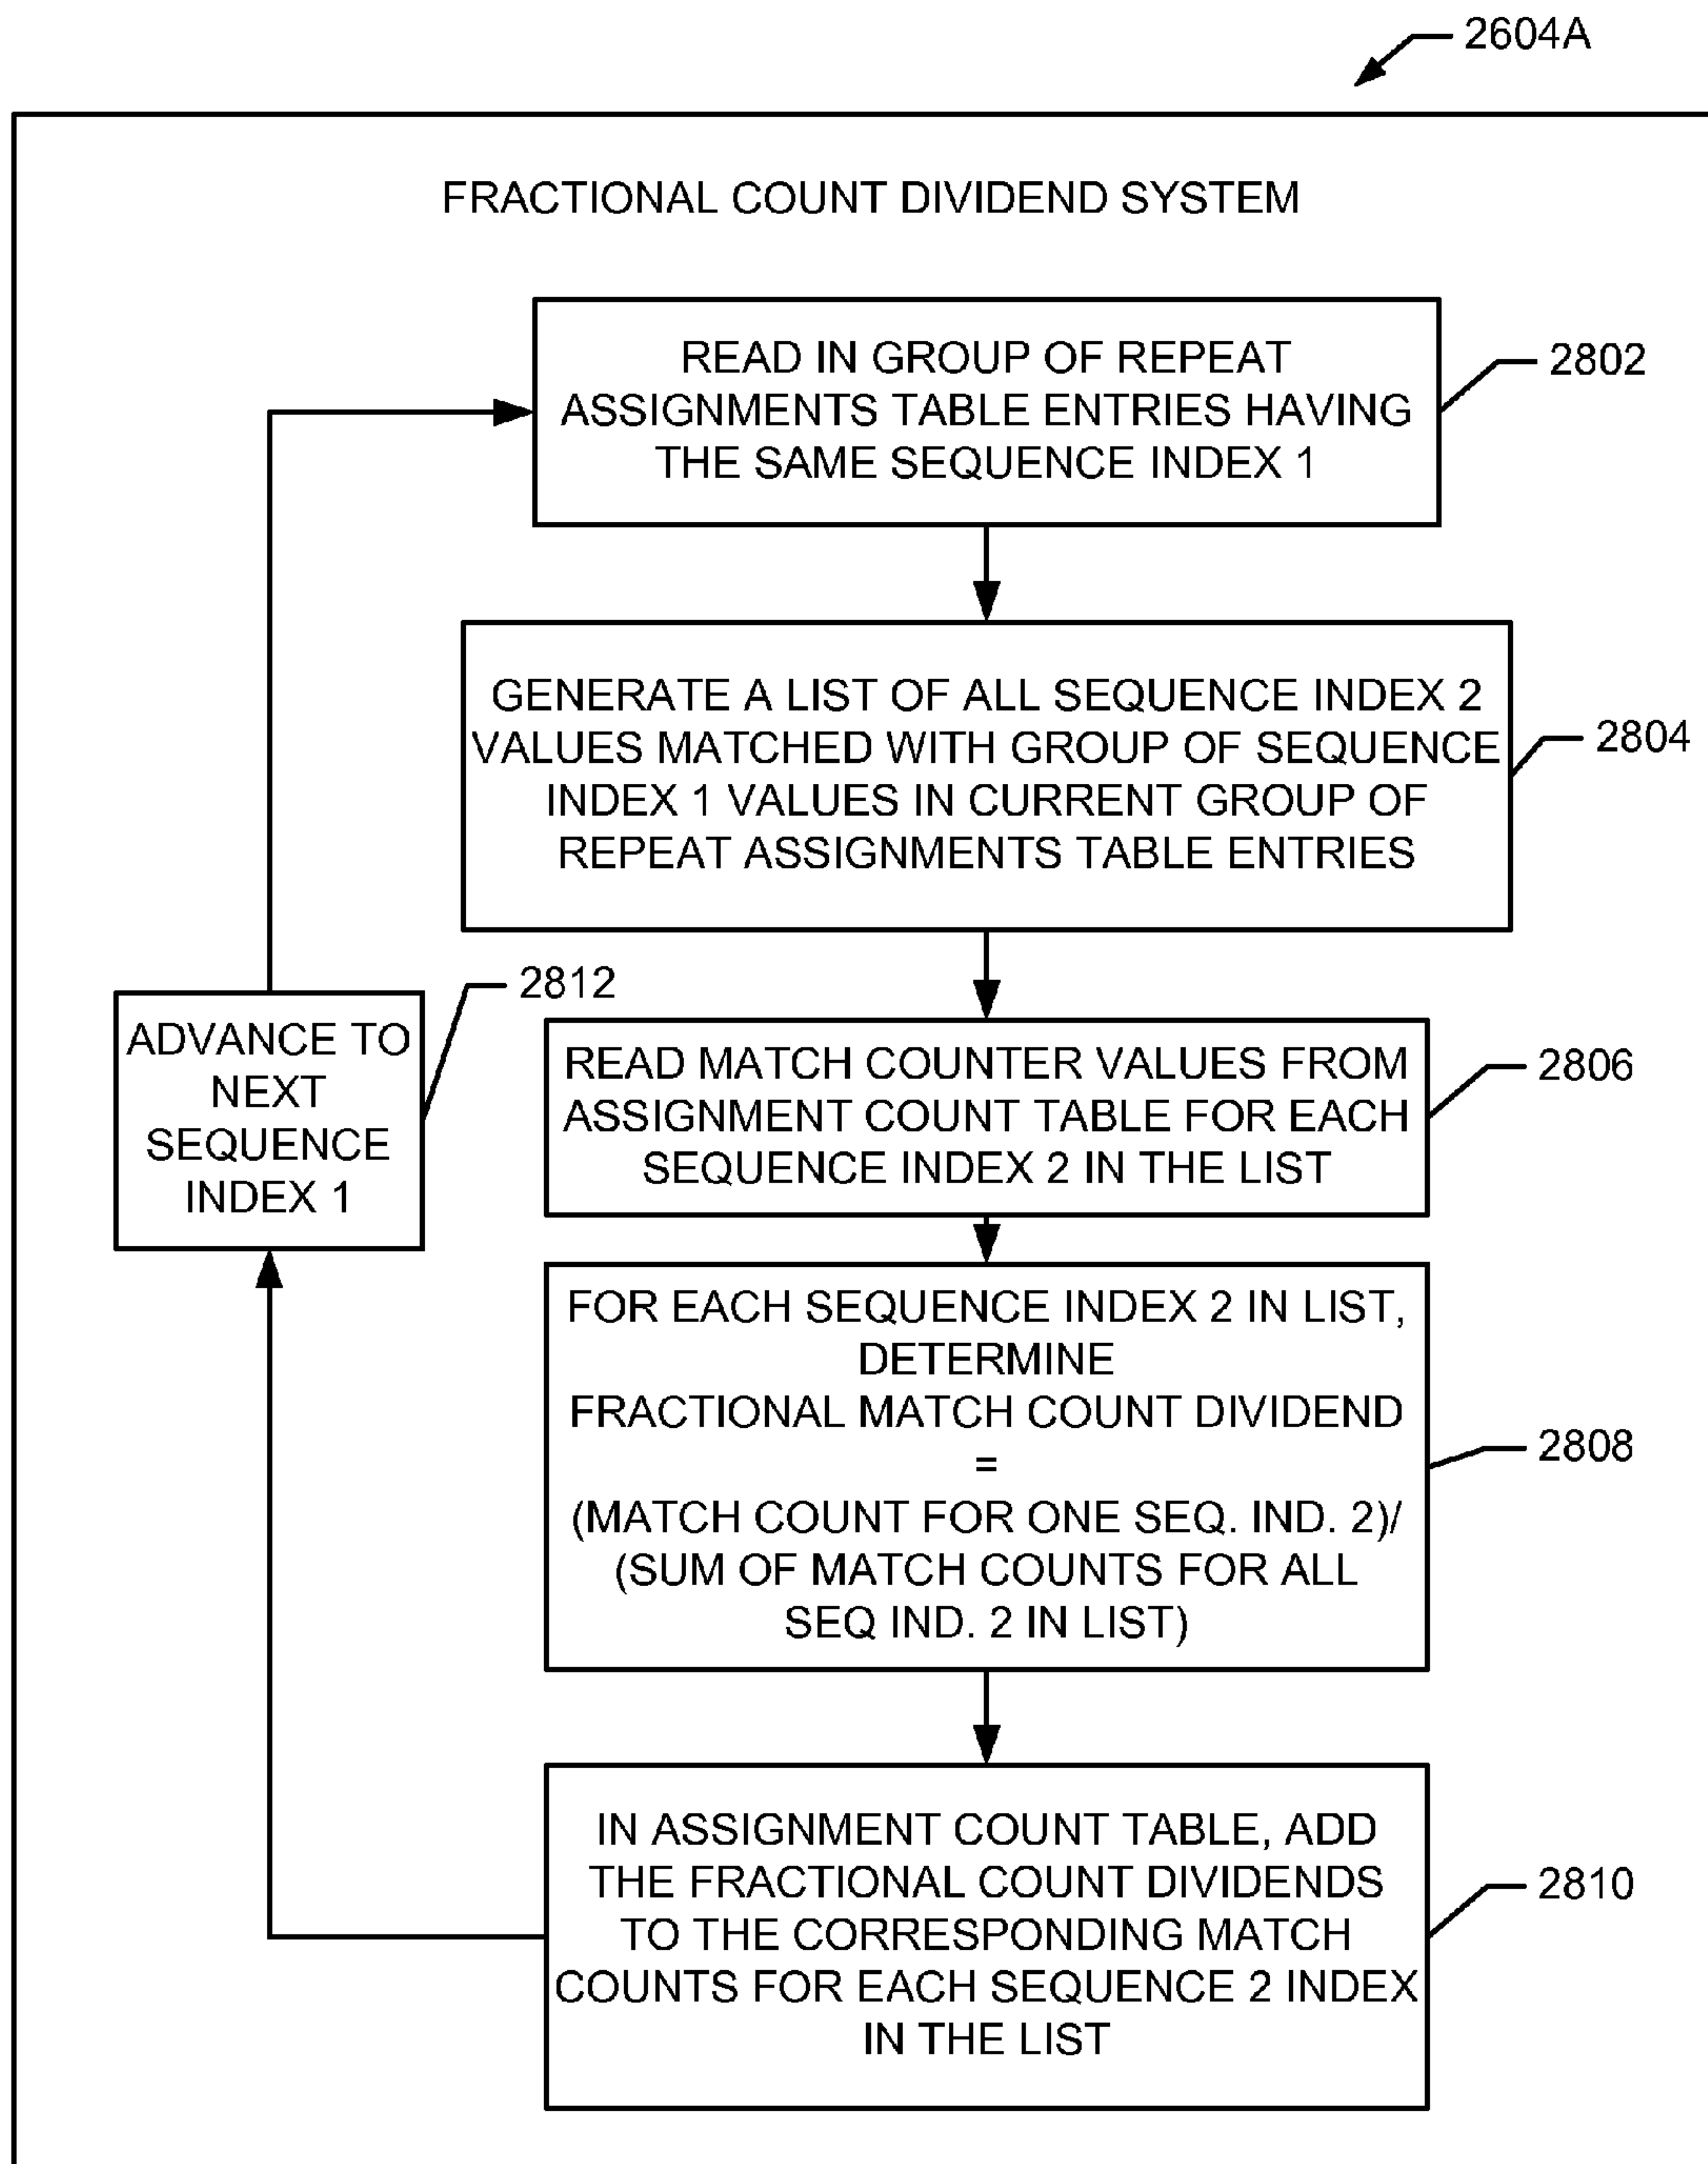 2604A
FRACTIONAL COUNT DIVIDEND SYSTEM
READ IN GROUP OF REPEAT
ASSIGNMENTS TABLE ENTRIES HAVING
THE SAME SEQUENCE INDEX 1
2802
GENERATE A LIST OF ALL SEQUENCE INDEX 2
VALUES MATCHED WITH GROUP OF SEQUENCE
INDEX 1 VALUES IN CURRENT GROUP OF
REPEAT ASSIGNMENTS TABLE ENTRIES
2804
ADVANCE TO
NEXT
SEQUENCE
INDEX 1
2812
READ MATCH COUNTER VALUES FROM
ASSIGNMENT COUNT TABLE FOR EACH
SEQUENCE INDEX 2 IN THE LIST
2806
FOR EACH SEQUENCE INDEX 2 IN LIST,
DETERMINE
FRACTIONAL MATCH COUNT DIVIDEND
=
(MATCH COUNT FOR ONE SEQ. IND. 2)/
(SUM OF MATCH COUNTS FOR ALL
SEQ IND. 2 IN LIST)
2808
IN ASSIGNMENT COUNT TABLE, ADD
THE FRACTIONAL COUNT DIVIDENDS
TO THE CORRESPONDING MATCH
COUNTS FOR EACH SEQUENCE 2 INDEX
IN THE LIST
2810